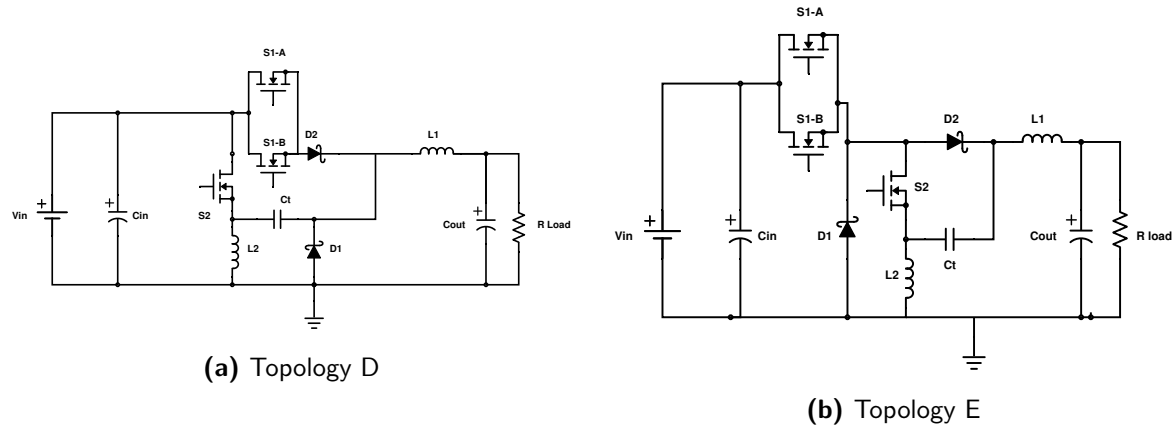 S1-A
S1-B
D2
L1
S2
Ct
Vin
Cin
L2
D1
Cout
R Load
+
+
+
(a) Topology D
S1-A
S1-B
D2
L1
S2
Vin
Cin
D1
Ct
L2
Cout
R load
+
+
+
(b) Topology E